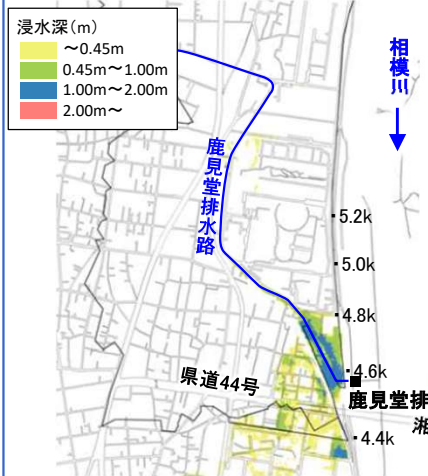 浸水深(m)
～0.45m
0.45m～1.00m
1.00m～2.00m
2.00m～
相模川
鹿見堂排水路
5.2k
5.0k
4.8k
4.6k
県道44号
鹿見堂排
湘
4.4k